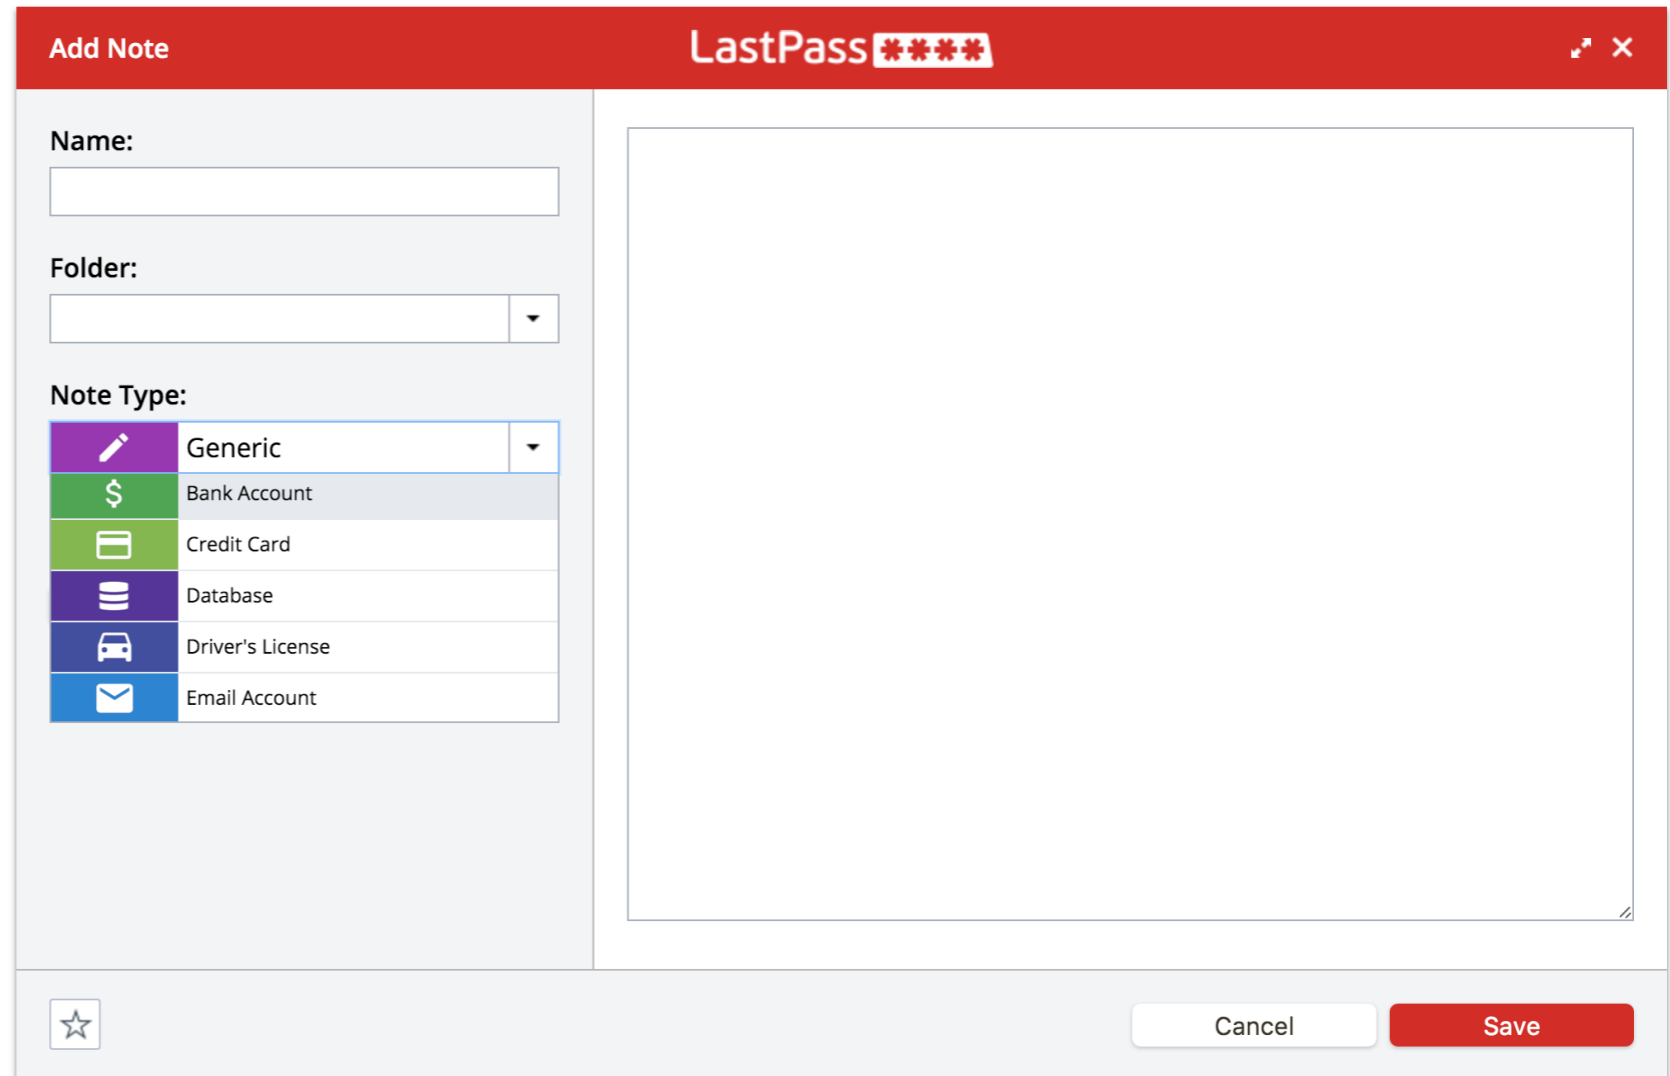 Add Note
LastPass ****
Name:
Folder:
Note Type:
Generic
Bank Account
Credit Card
Database
Driver's License
Email Account
Cancel
Save